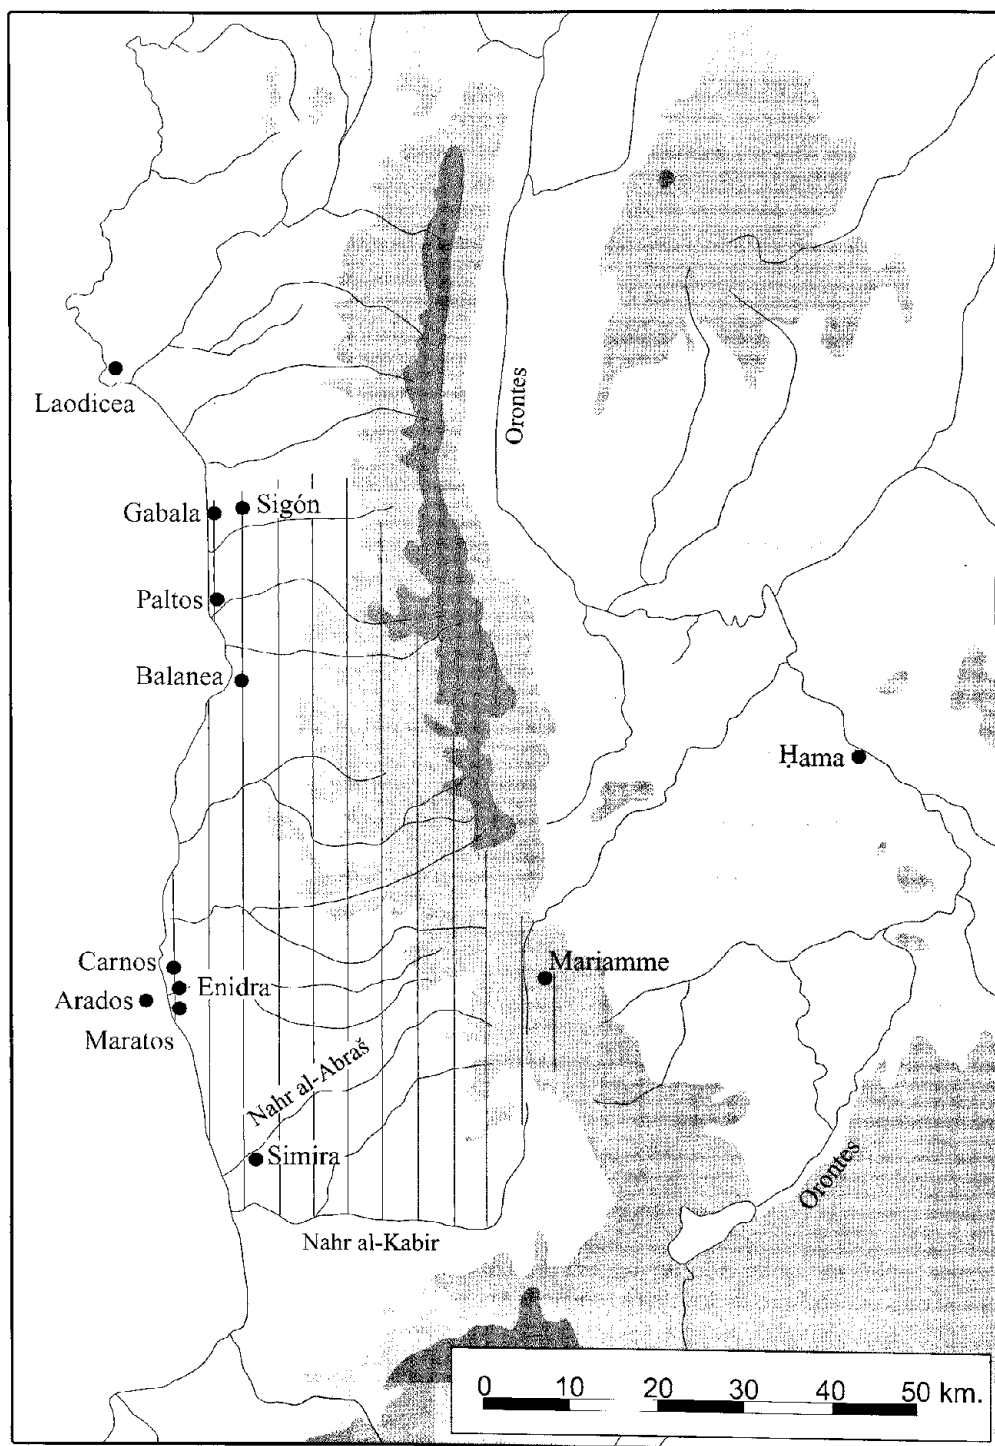 Orontes
Laodicea
Gabala
Sigón
Paltos
Balanea
Ḥama
Carnos
Mariamme
Enidra
Arados
Maratos
Nahr al-Abraš
Simira
Orontes
Nahr al-Kabir
0 10 20 30 40 50 km.